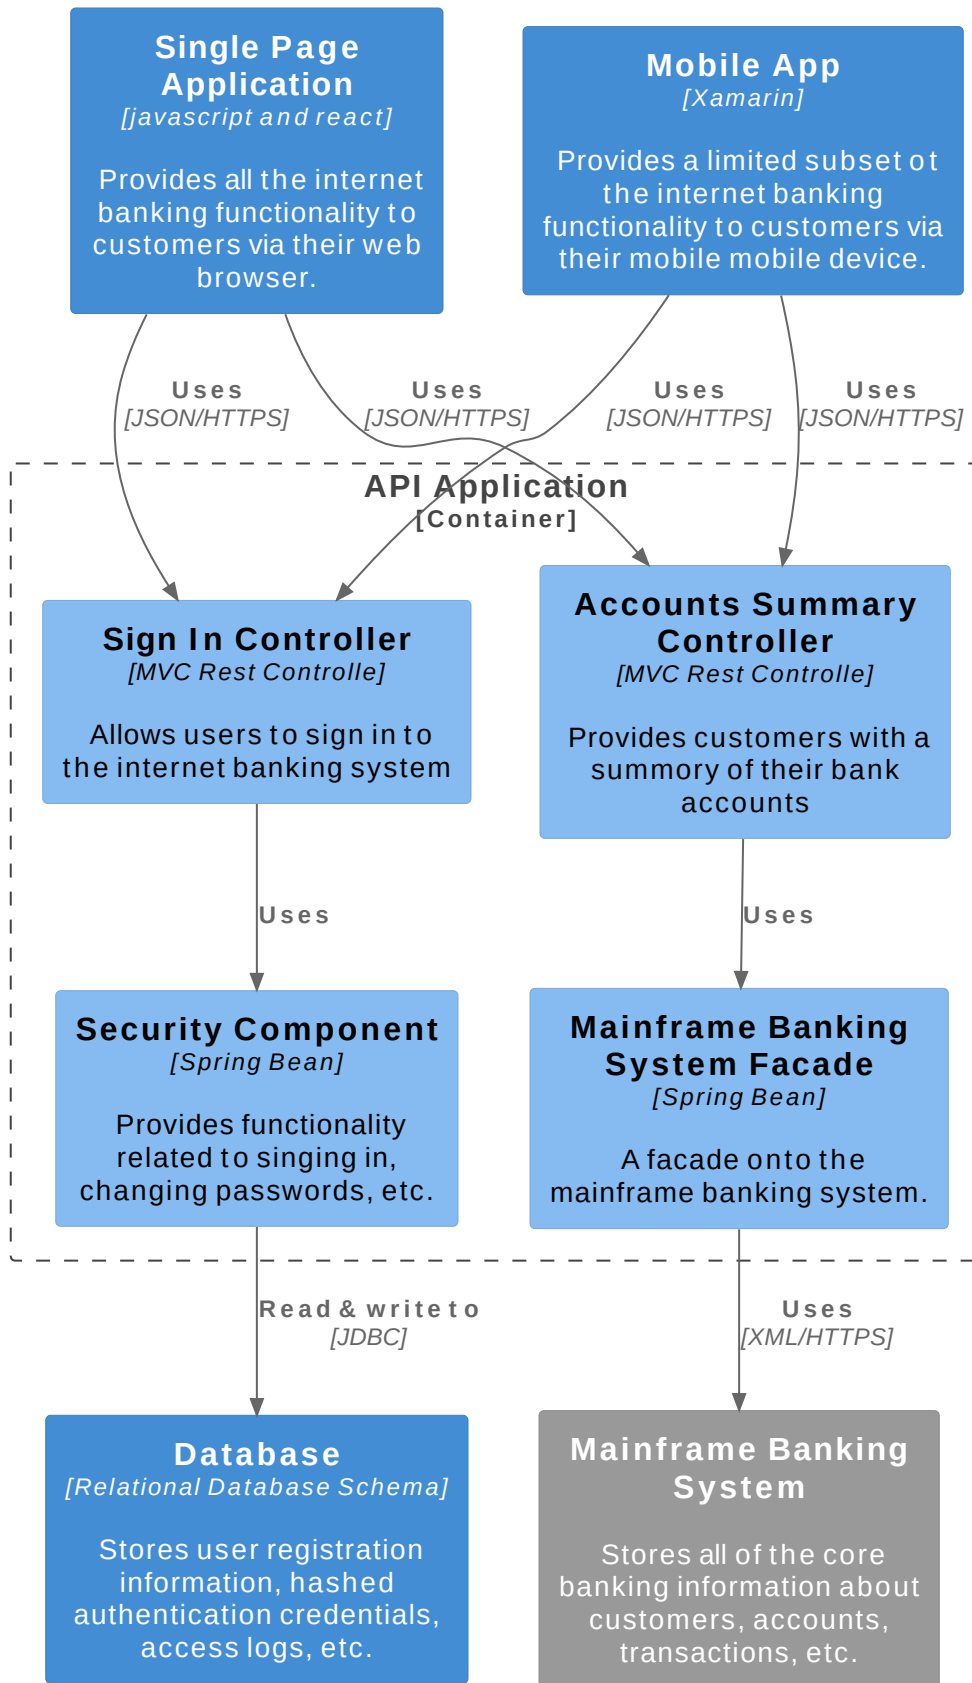 Single Page
Application
[javascript and react]
Provides all the internet
banking functionality to
customers via their web
browser.
Mobile App
[Xamarin]
Provides a limited subset ot
the internet banking
functionality to customers via
their mobile mobile device.
Uses
[JSON/HTTPS]
Uses
[JSON/HTTPS]
Uses
[JSON/HTTPS]
Uses
[JSON/HTTPS]
API Application
[Container]
Sign In Controller
[MVC Rest Controlle]
Allows users to sign in to
the internet banking system
Accounts Summary
Controller
[MVC Rest Controlle]
Provides customers with a
summory of their bank
accounts
Uses
Uses
Security Component
[Spring Bean]
Provides functionality
related to singing in,
changing passwords, etc.
Mainframe Banking
System Facade
[Spring Bean]
A facade onto the
mainframe banking system.
Read & write to
[JDBC]
Uses
[XML/HTTPS]
Database
[Relational Database Schema]
Stores user registration
information, hashed
authentication credentials,
access logs, etc.
Mainframe Banking
System
Stores all of the core
banking information about
customers, accounts,
transactions, etc.